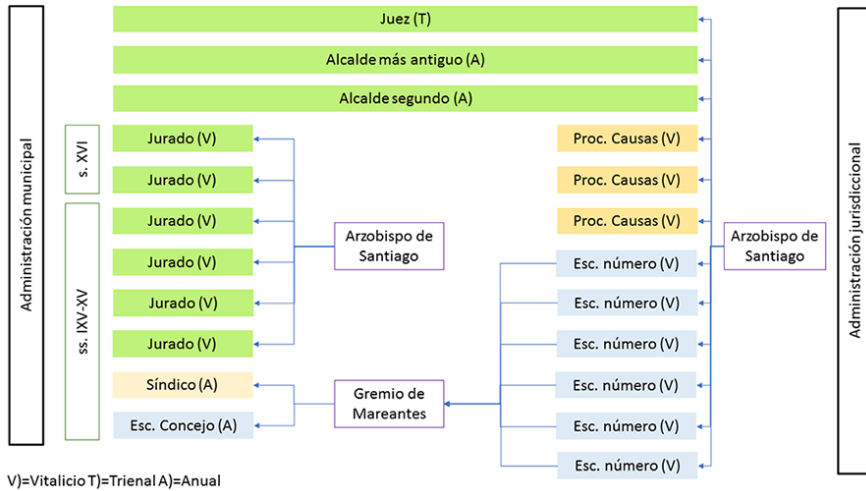 Administración municipal
s. XVI
ss. IXV-XV
Juez (T)
Alcalde más antiguo (A)
Alcalde segundo (A)
Jurado (V)
Jurado (V)
Jurado (V)
Jurado (V)
Jurado (V)
Jurado (V)
Síndico (A)
Esc. Concejo (A)
Arzobispo de
Santiago
Gremio de
Mareantes
Proc. Causas (V)
Proc. Causas (V)
Proc. Causas (V)
Esc. número (V)
Esc. número (V)
Esc. número (V)
Esc. número (V)
Esc. número (V)
Esc. número (V)
Arzobispo de
Santiago
Administración jurisdiccional
V)=Vitalicio T)=Trienal A)=Anual